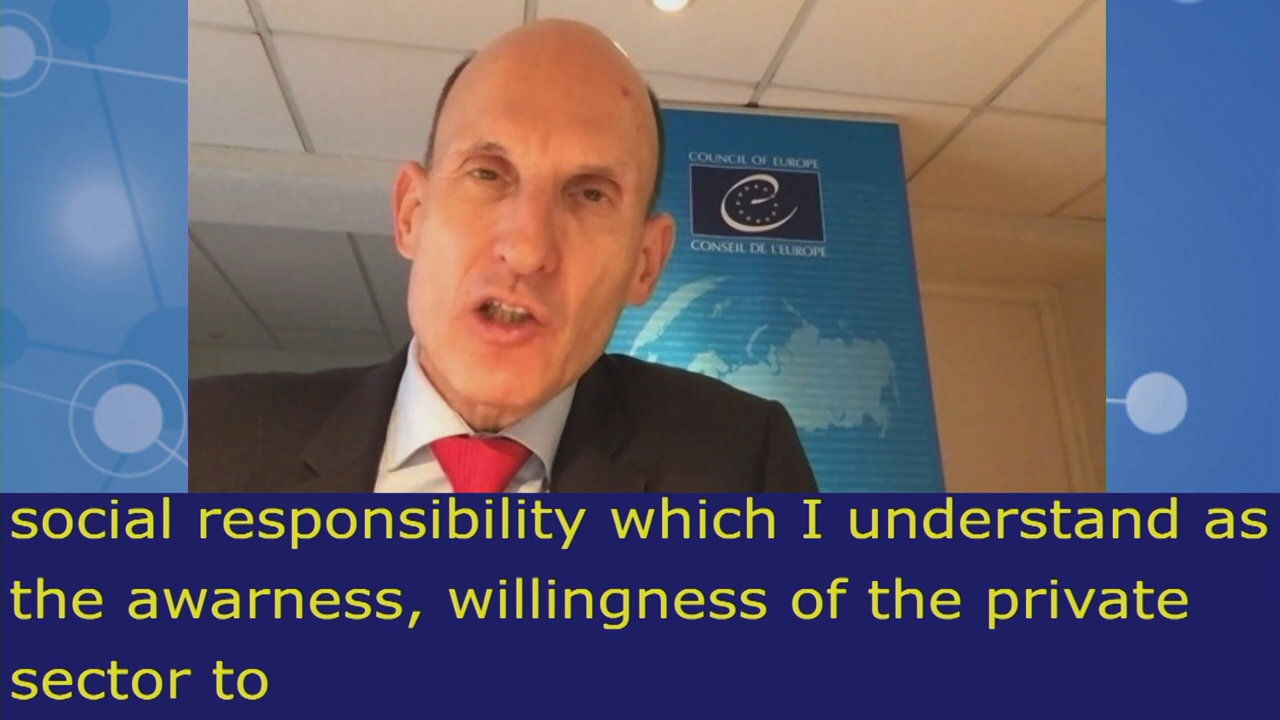 COUNCIL OF EUROPE
CONSEIL DE L'EUROPE
social responsibility which I understand as
the awarness, willingness of the private
sector to